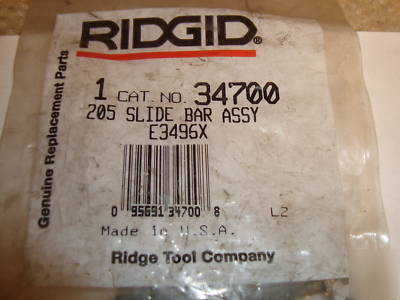 RIDGID®
Genuine Replacement Parts
1 CAT. NO. 34700
205 SLIDE BAR ASSY
E3496X
0 95691 34700 8 L2
Made in U.S.A.
Ridge Tool Company